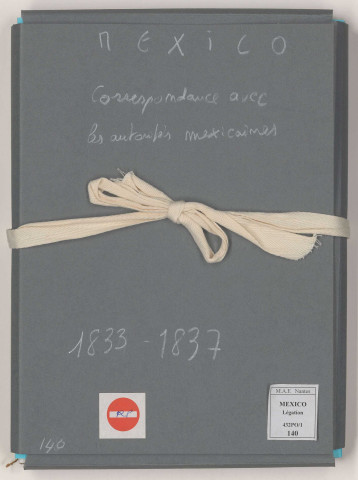 MEXICO
Correspondance avec
les autorités mexicaines
1833-1837
140
M.A.E. Nantes
MEXICO
Légation
432PO/1
140